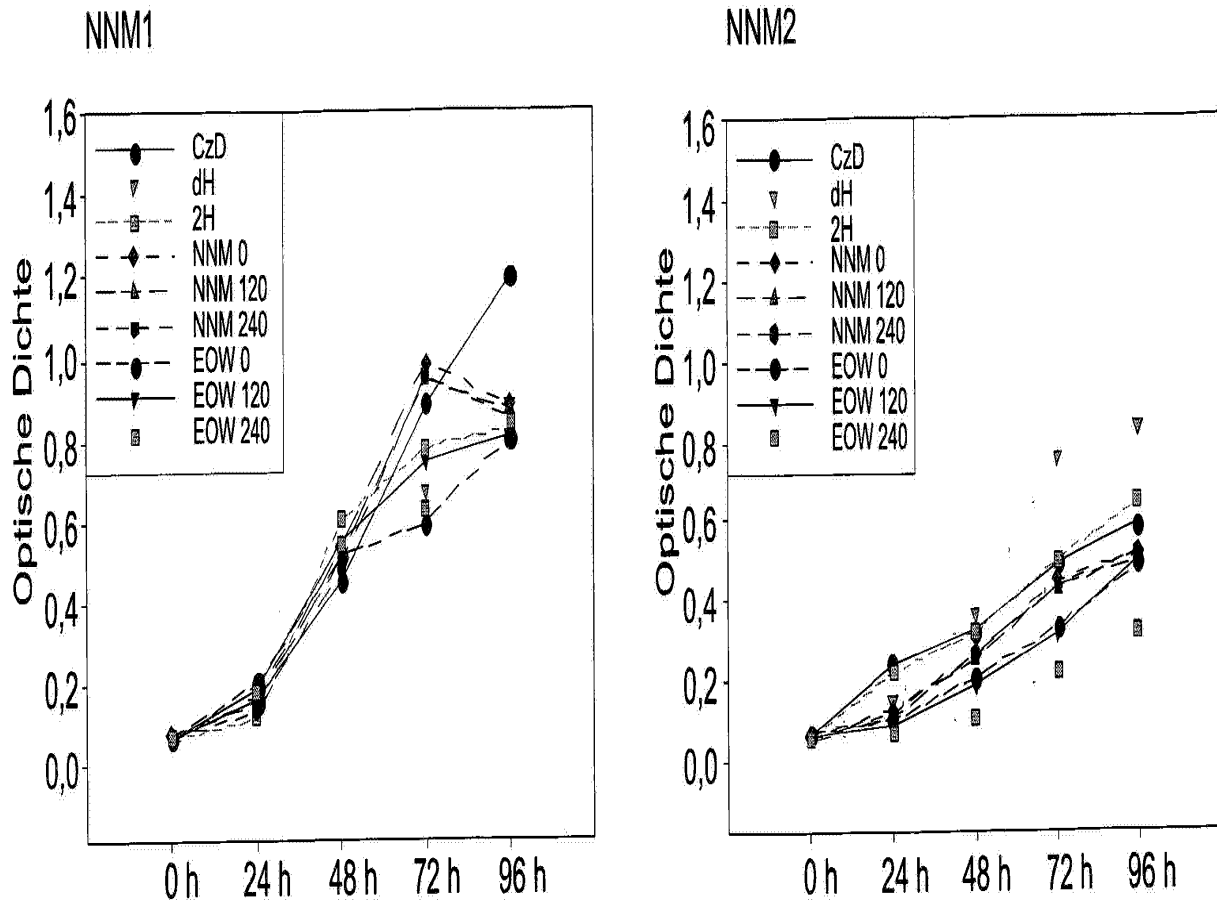 NNM1
Optische Dichte
1,6
1,4
1,2
1,0
0,8
0,6
0,4
0,2
0,0
CzD
dH
2H
NNM 0
NNM 120
NNM 240
EOW 0
EOW 120
EOW 240
0 h 24 h 48 h 72 h 96 h
NNM2
Optische Dichte
1,6
1,4
1,2
1,0
0,8
0,6
0,4
0,2
0,0
CzD
dH
2H
NNM 0
NNM 120
NNM 240
EOW 0
EOW 120
EOW 240
0 h 24 h 48 h 72 h 96 h